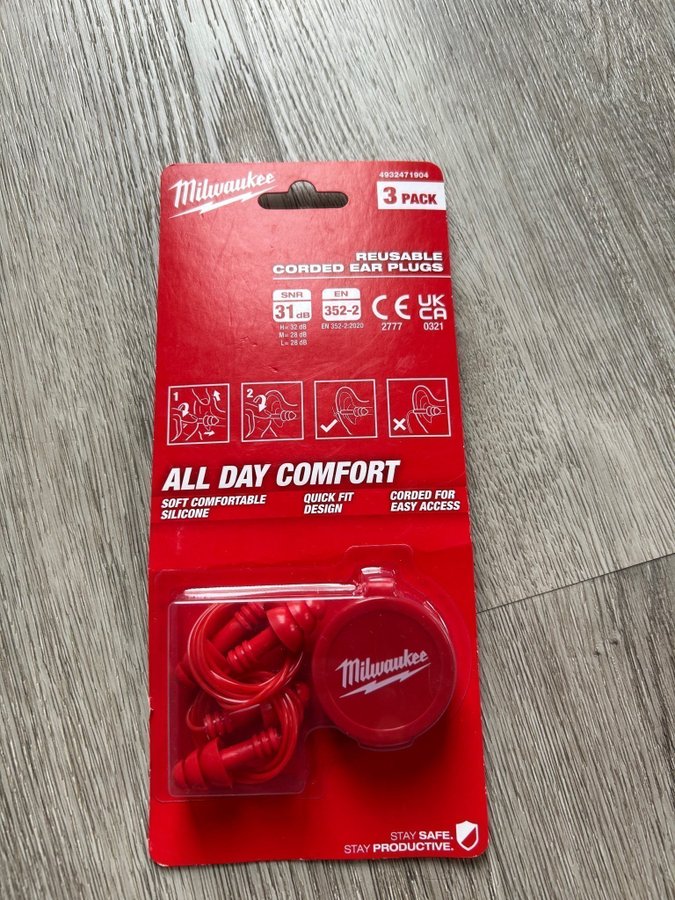 Milwaukee
4932471904
3 PACK
REUSABLE
CORDED EAR PLUGS
SNR
31 dB
H= 32 dB
M= 28 dB
L= 28 dB
EN
352-2
EN 352-2:2020
CE
2777
UK
CA
0321
1
2
ALL DAY COMFORT
SOFT COMFORTABLE
SILICONE
QUICK FIT
DESIGN
CORDED FOR
EASY ACCESS
Milwaukee
STAY SAFE.
STAY PRODUCTIVE.